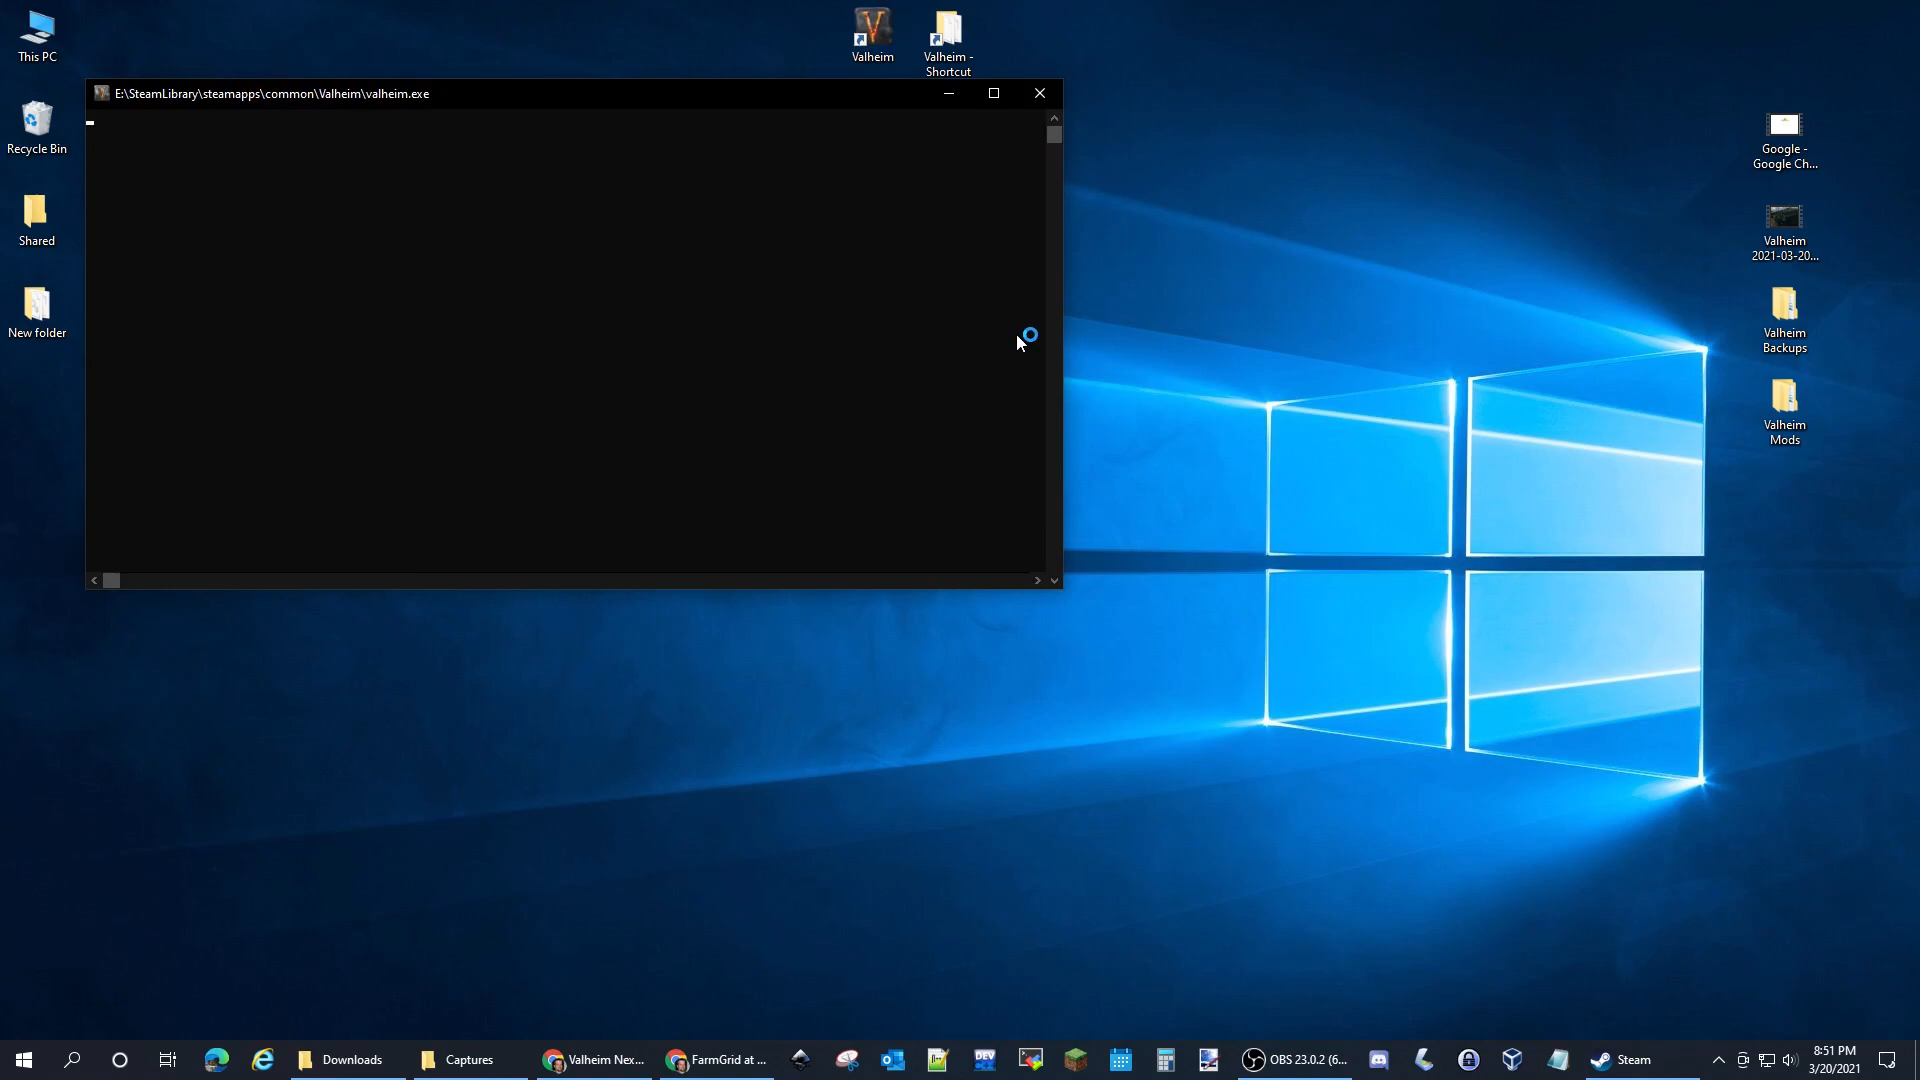 This PC
Recycle Bin
Shared
New folder
Valheim
Valheim -
Shortcut
E:\SteamLibrary\steamapps\common\Valheim\valheim.exe
Google -
Google Ch...
Valheim
2021-03-20...
Valheim
Backups
Valheim
Mods
Downloads
Captures
Valheim Nex...
FarmGrid at ...
DEV
OBS 23.0.2 (6...
Steam
8:51 PM
3/20/2021